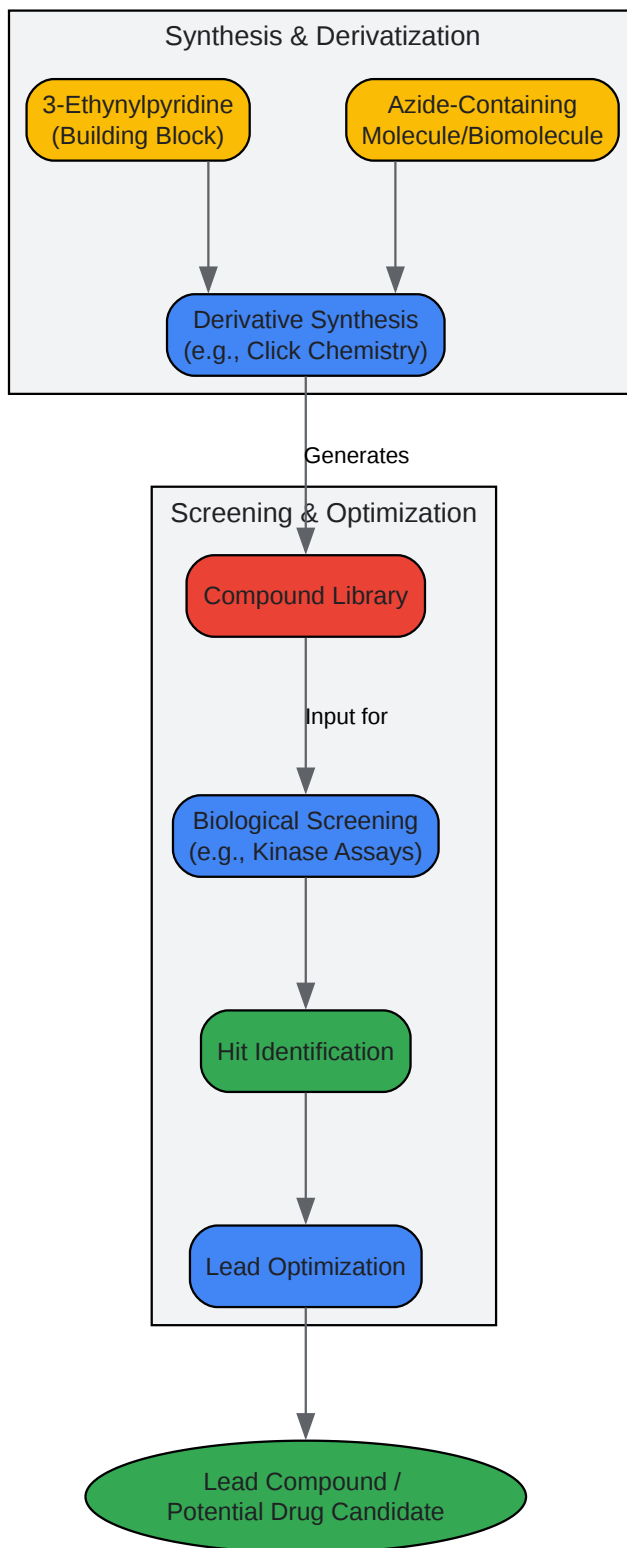 Synthesis & Derivatization
3-Ethynylpyridine
(Building Block)
Azide-Containing
Molecule/Biomolecule
Derivative Synthesis
(e.g., Click Chemistry)
Generates
Screening & Optimization
Compound Library
Input for
Biological Screening
(e.g., Kinase Assays)
Hit Identification
Lead Optimization
Lead Compound /
Potential Drug Candidate